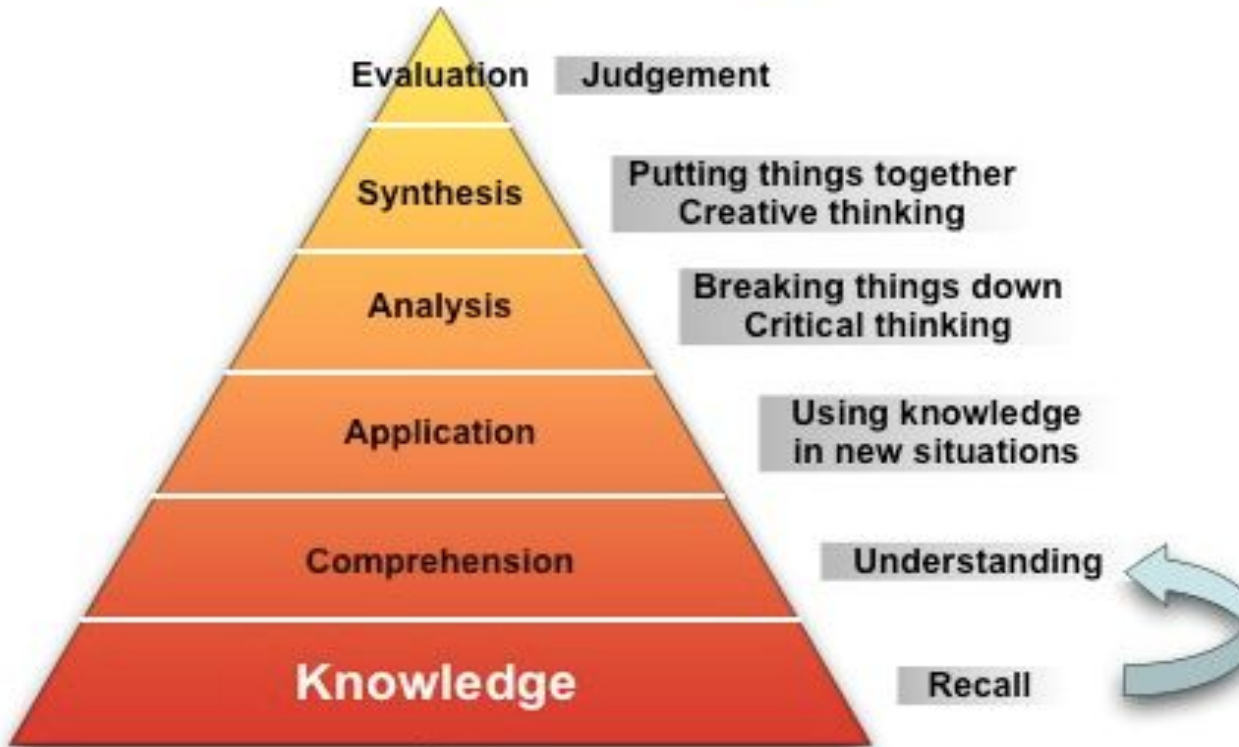 Evaluation
Judgement
Synthesis
Putting things together
Creative thinking
Analysis
Breaking things down
Critical thinking
Application
Using knowledge
in new situations
Comprehension
Understanding
Knowledge
Recall